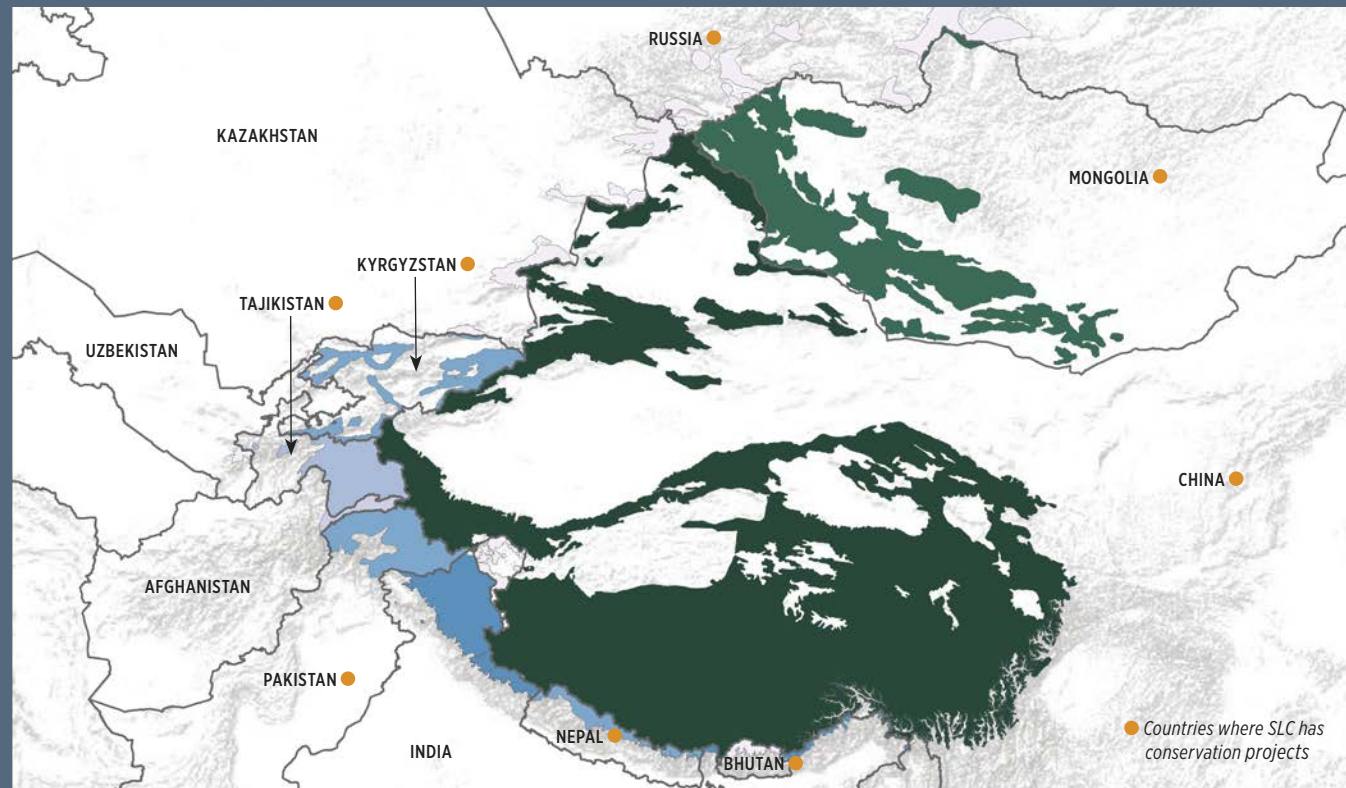 RUSSIA
KAZAKHSTAN
MONGOLIA
KYRGYZSTAN
TAJIKISTAN
UZBEKISTAN
CHINA
AFGHANISTAN
PAKISTAN
NEPAL
INDIA
BHUTAN
Countries where SLC has
conservation projects